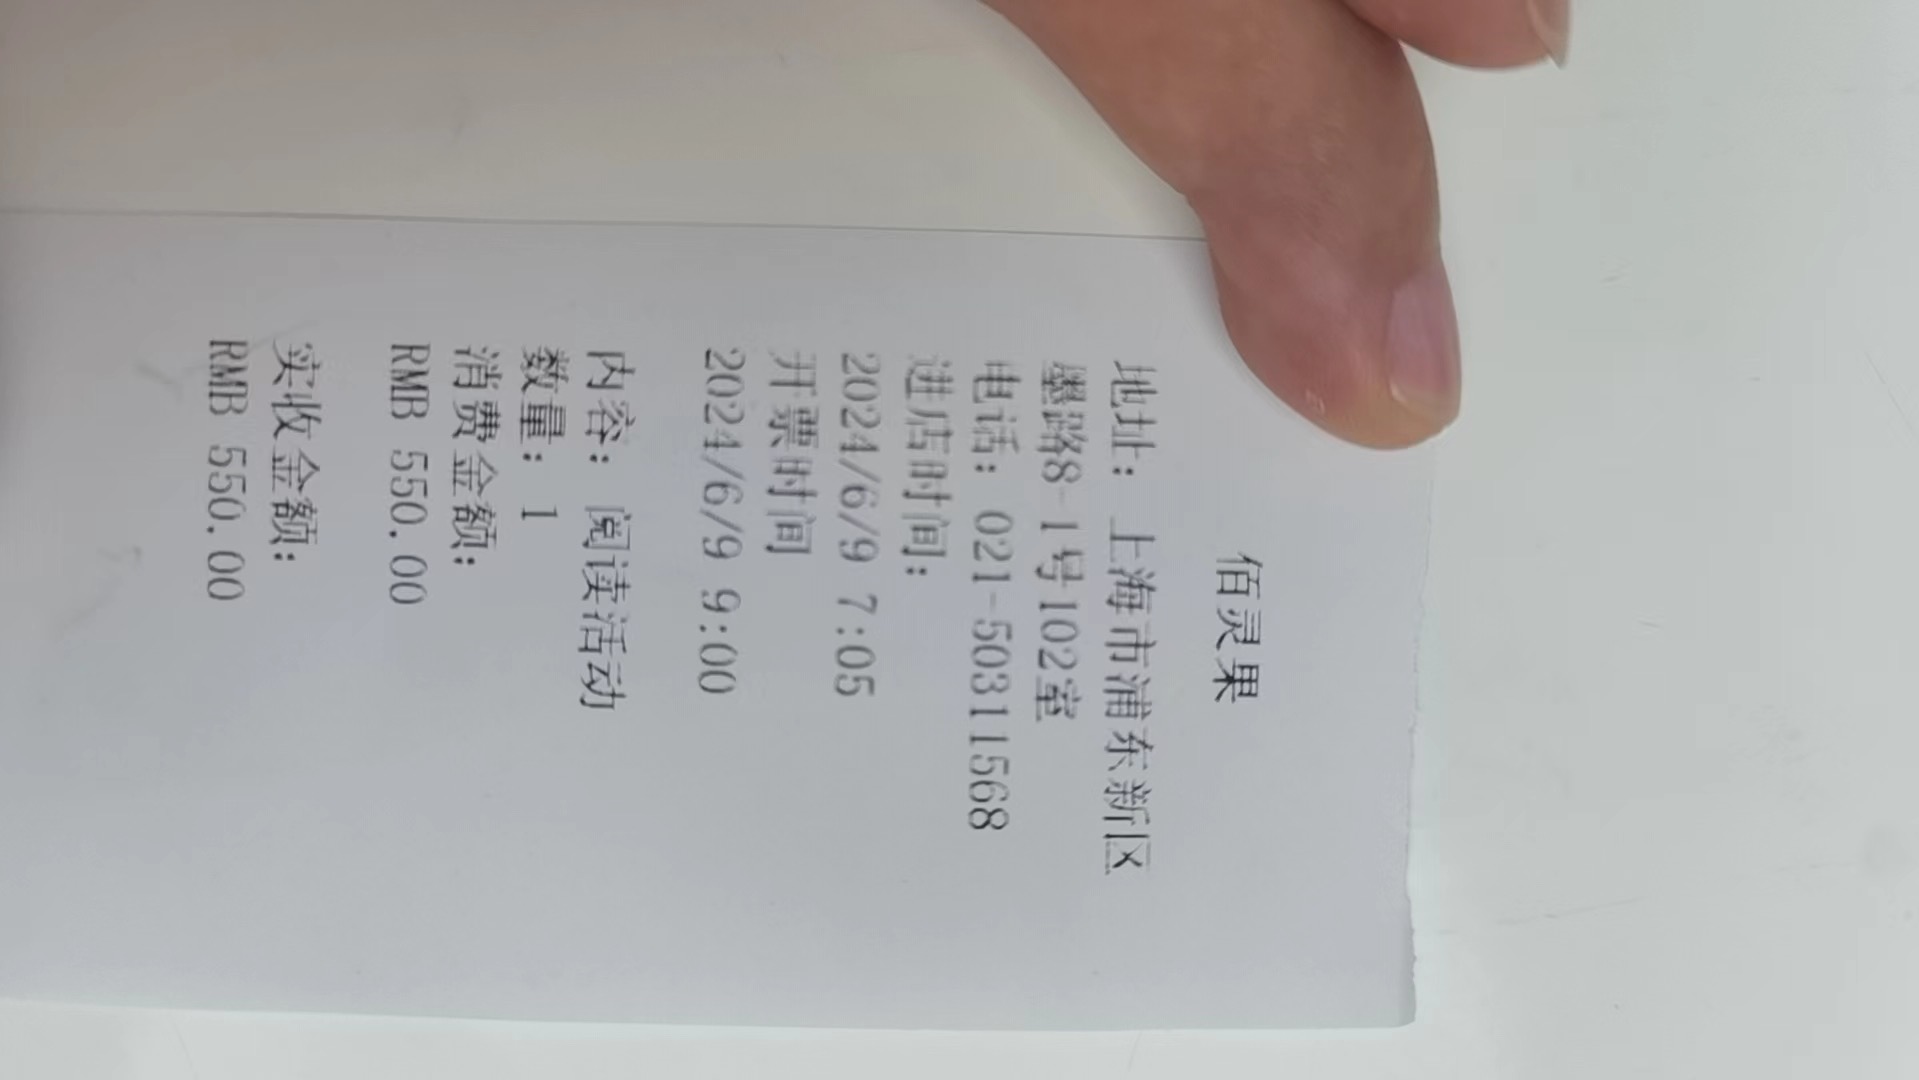 佰灵果
地址： 上海市浦东新区
墨路8-1号102室
电话：021-50311568
进店时间：
2024/6/9 7:05
开票时间
2024/6/9 9:00
内容： 阅读活动
数量： 1
消费金额：
RMB 550.00
实收金额：
RMB 550.00